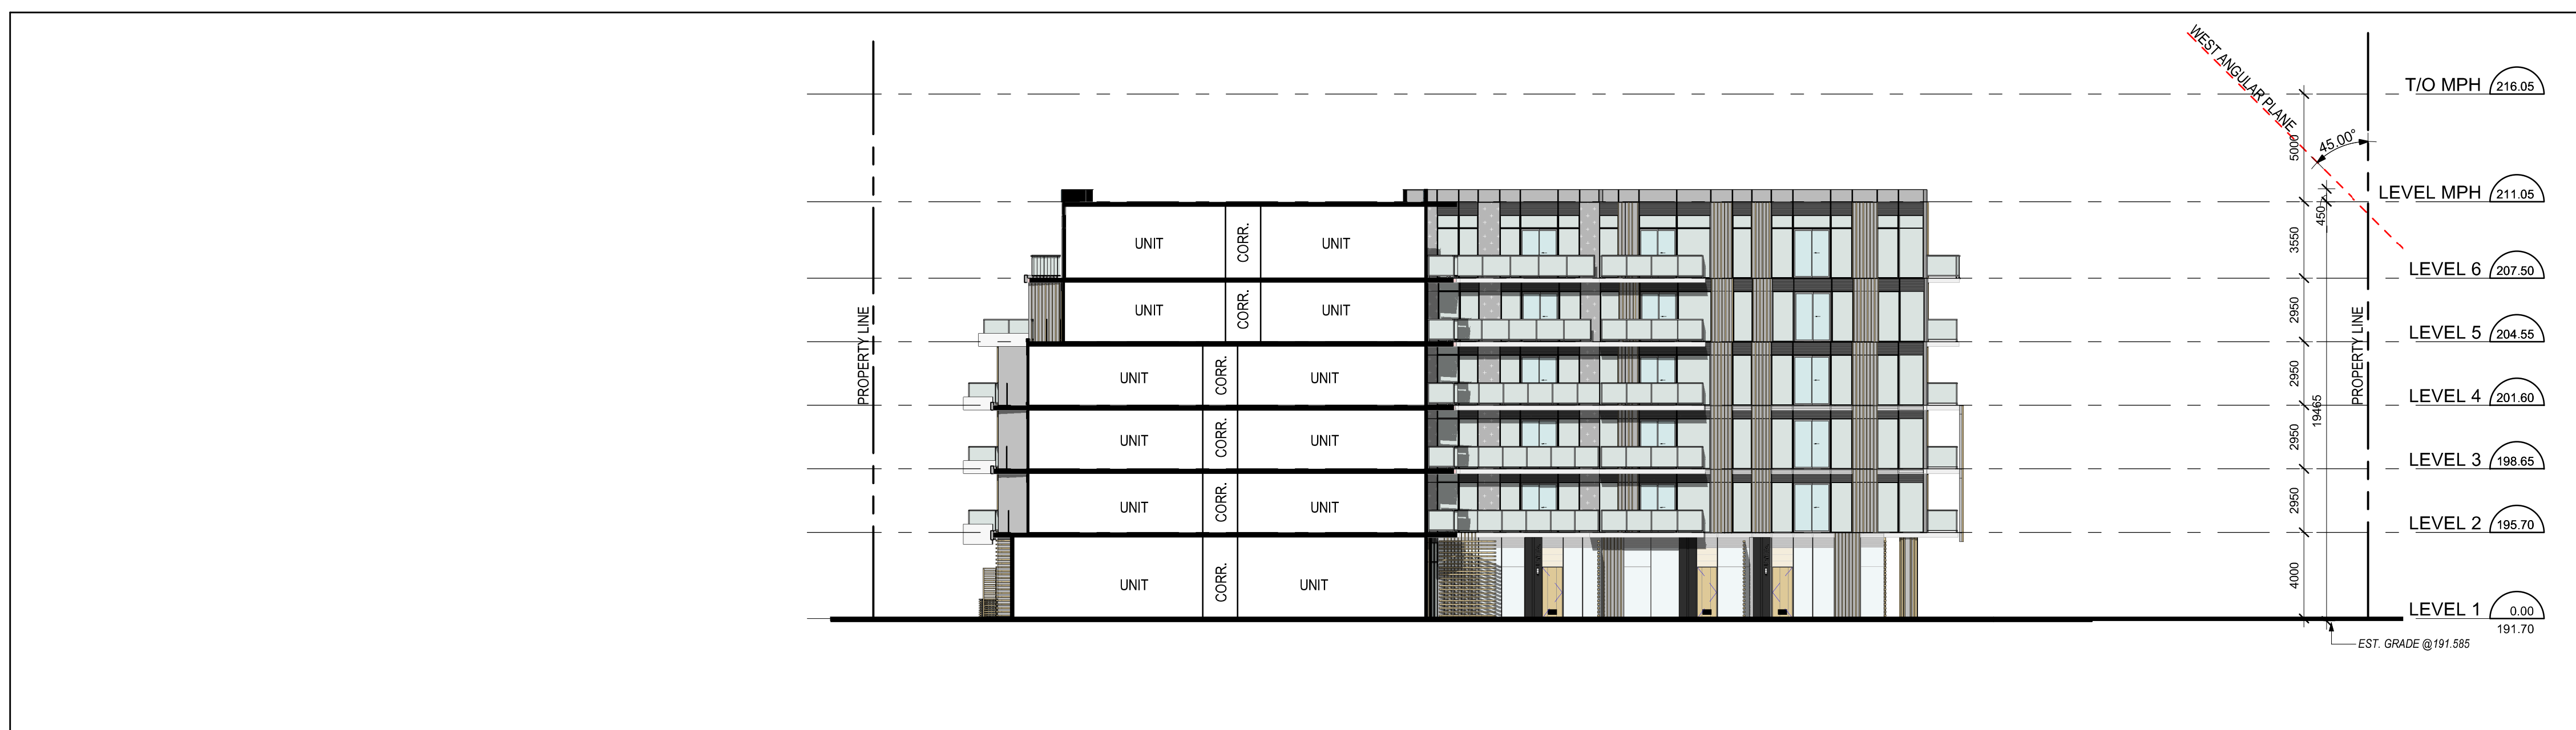 WEST ANGULAR PLANE
45.00°
T/O MPH 216.05
5000
LEVEL MPH 211.05
450
3550
LEVEL 6 207.50
2950
LEVEL 5 204.55
2950
LEVEL 4 201.60
19465
2950
LEVEL 3 198.65
2950
LEVEL 2 195.70
4000
LEVEL 1 0.00
191.70
EST. GRADE @191.585
PROPERTY LINE
PROPERTY LINE
UNIT CORR. UNIT
UNIT CORR. UNIT
UNIT CORR. UNIT
UNIT CORR. UNIT
UNIT CORR. UNIT
UNIT CORR. UNIT